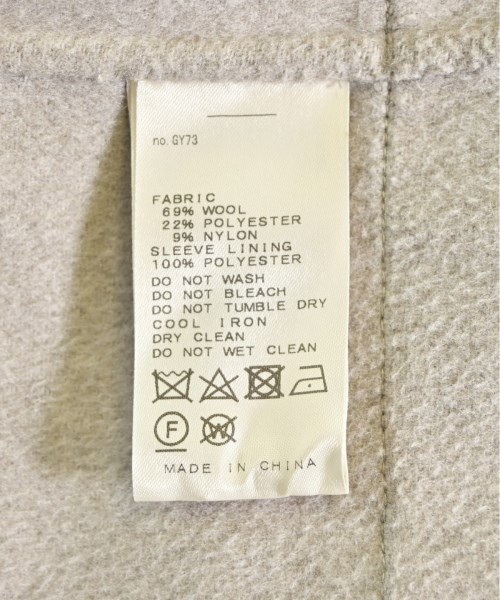 no. GY73
FABRIC
69% WOOL
22% POLYESTER
9% NYLON
SLEEVE LINING
100% POLYESTER
DO NOT WASH
DO NOT BLEACH
DO NOT TUMBLE DRY
COOL IRON
DRY CLEAN
DO NOT WET CLEAN
F W
MADE IN CHINA